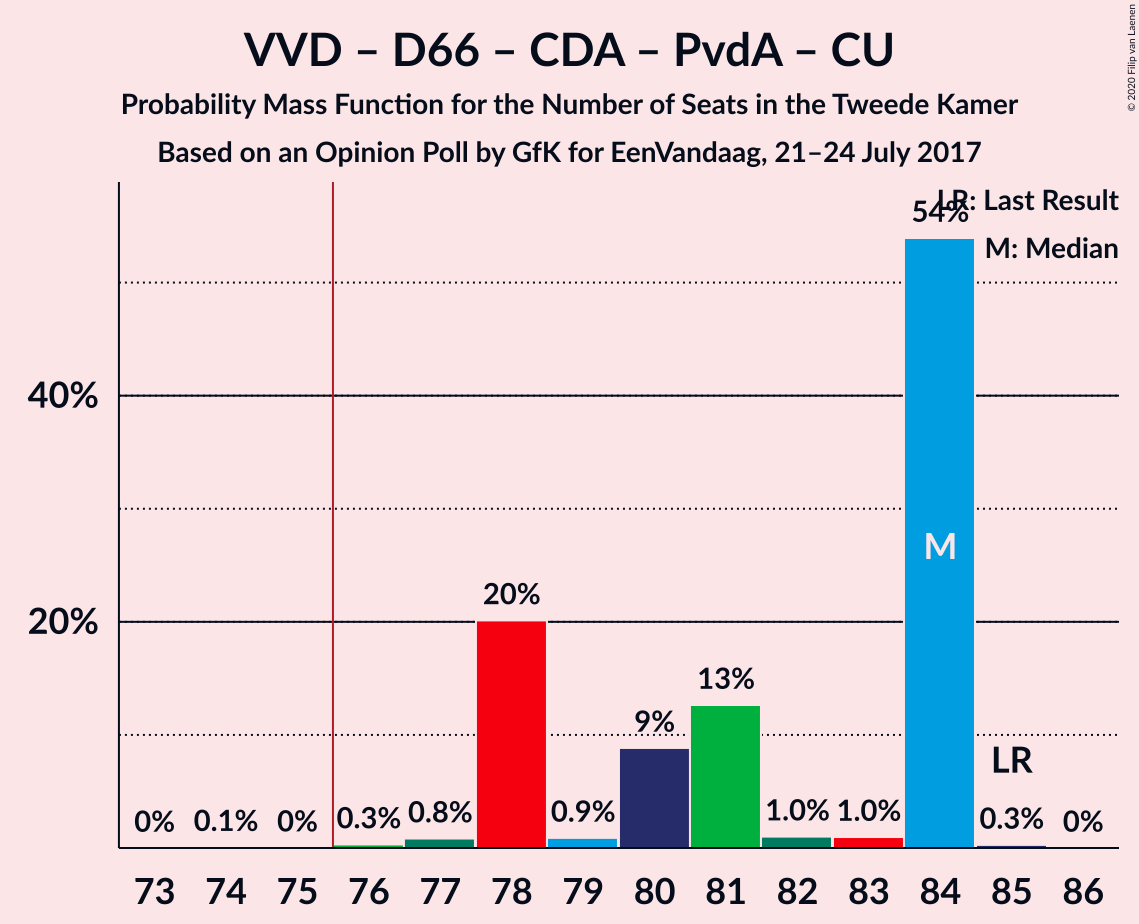 VVD – D66 – CDA – PvdA – CU
Probability Mass Function for the Number of Seats in the Tweede Kamer
Based on an Opinion Poll by GfK for EenVandaag, 21–24 July 2017
© 2020 Filip van Laenen
LR: Last Result
54%
M: Median
40%
M
20%
20%
13%
9%
LR
0%
0.1%
0%
0.3%
0.8%
0.9%
1.0%
1.0%
0.3%
0%
73 74 75 76 77 78 79 80 81 82 83 84 85 86